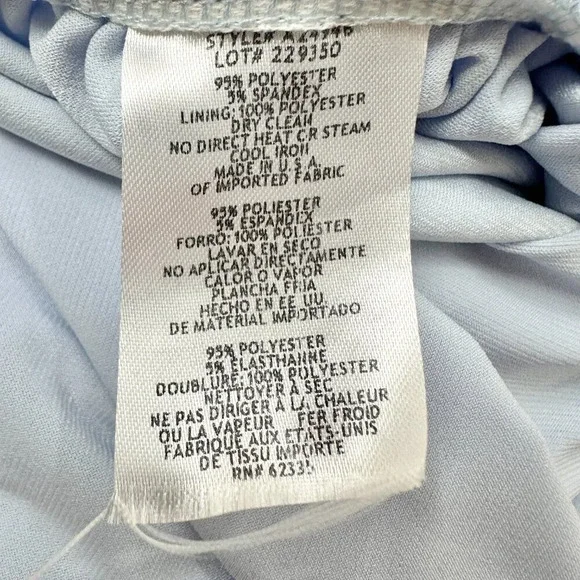 STYLE#
LOT# 229350
95% POLYESTER
5% SPANDEX
LINING: 100% POLYESTER
DRY CLEAN
NO DIRECT HEAT OR STEAM
COOL IRON
MADE IN U.S.A.
OF IMPORTED FABRIC
95% POLIESTER
5% ESPANDEX
FORRO: 100% POLIESTER
LAVAR EN SECO
NO APLICAR DIRECTAMENTE
CALOR O VAPOR
PLANCHA FRIA
HECHO EN EE UU.
DE MATERIAL IMPORTADO
95% POLYESTER
5% ELASTHANNE
DOUBLURE: 100% POLYESTER
NETTOYER A SEC
NE PAS DIRIGER A LA CHALEUR
OU LA VAPEUR FER FROID
FABRIQUE AUX ETATS-UNIS
DE TISSU IMPORTE
RN# 62335